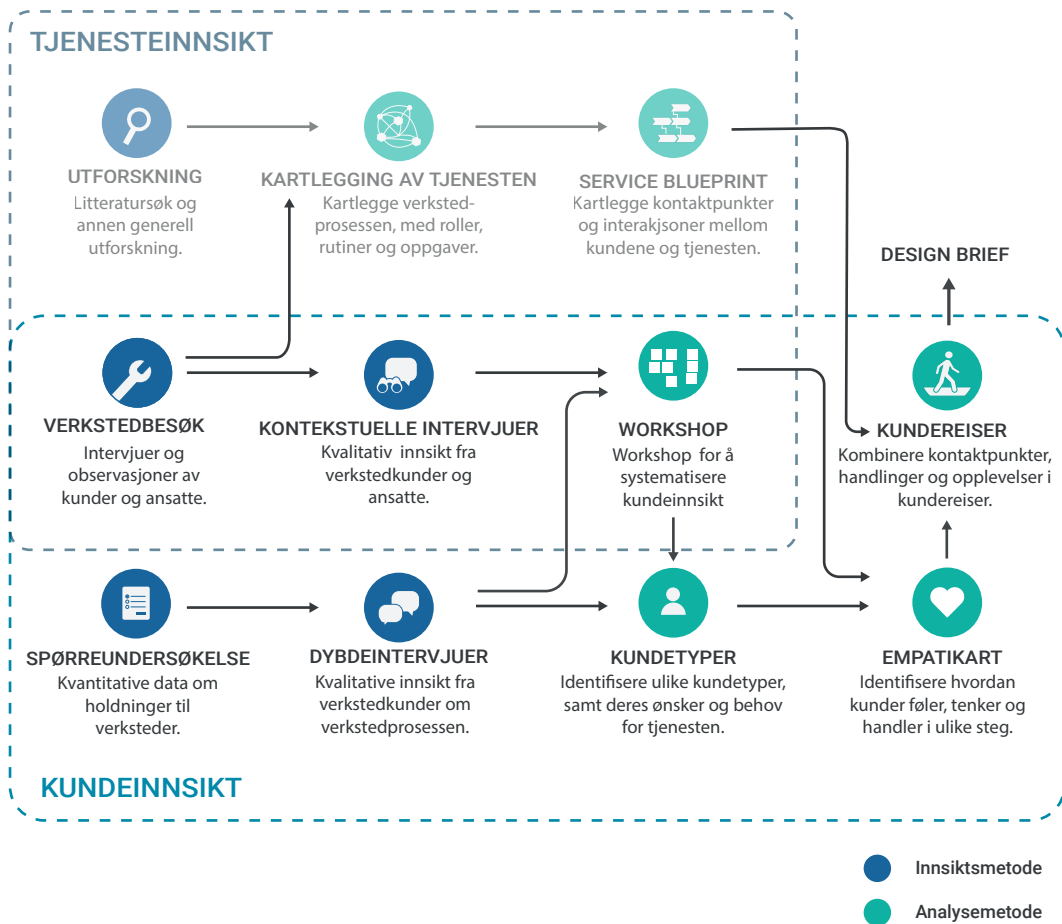 TJENESTEINNSIKT
UTFORSKNING
Litteratursøk og
annen generell
utforskning.
KARTLEGGING AV TJENESTEN
Kartlegge verksted-
prosessen, med roller,
rutiner og oppgaver.
SERVICE BLUEPRINT
Kartlegge kontaktpunkter
og interakjsoner mellom
kundene og tjenesten.
DESIGN BRIEF
VERKSTEDBESØK
Intervjuer og
observasjoner av
kunder og ansatte.
KONTEKSTUELLE INTERVJUER
Kvalitativ innsikt fra
verkstedkunder og
ansatte.
WORKSHOP
Workshop for å
systematisere
kundeinnsikt
KUNDEREISER
Kombinere kontaktpunkter,
handlinger og opplevelser i
kundereiser.
SPØRREUNDERSØKELSE
Kvantitative data om
holdninger til
verksteder.
DYBDEINTERVJUER
Kvalitative innsikt fra
verkstedkunder om
verkstedprosessen.
KUNDETYPER
Identifisere ulike kundetyper,
samt deres ønsker og behov
for tjenesten.
EMPATIKART
Identifisere hvordan
kunder føler, tenker og
handler i ulike steg.
KUNDEINNSIKT
Innsiktsmetode
Analysemetode